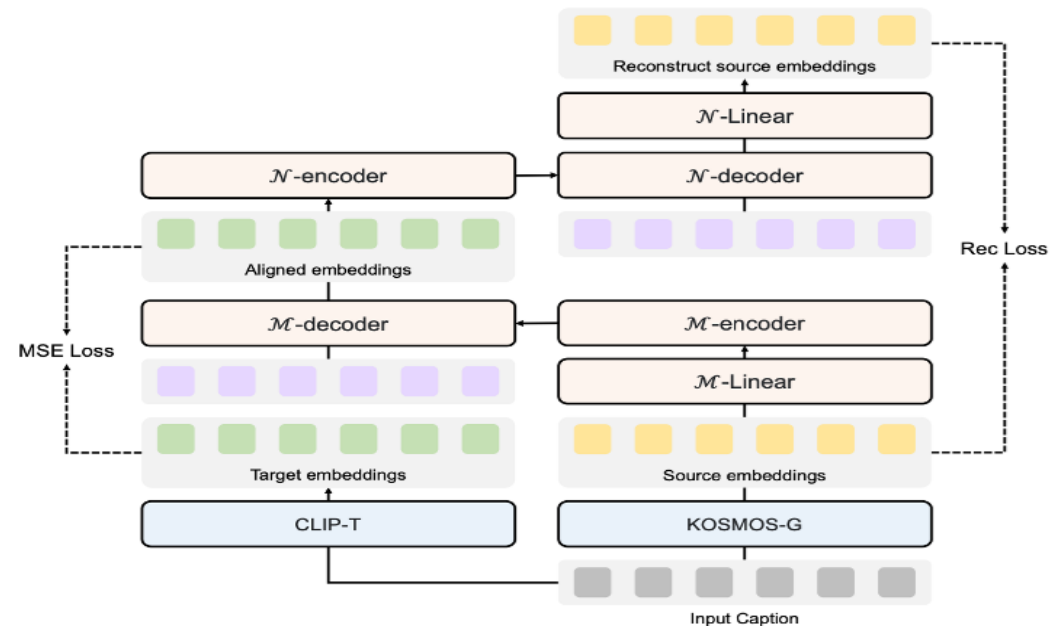 Reconstruct source embeddings
𝒩-Linear
𝒩-encoder
𝒩-decoder
Aligned embeddings
Rec Loss
ℳ-decoder
ℳ-encoder
MSE Loss
ℳ-Linear
Target embeddings
Source embeddings
CLIP-T
KOSMOS-G
Input Caption